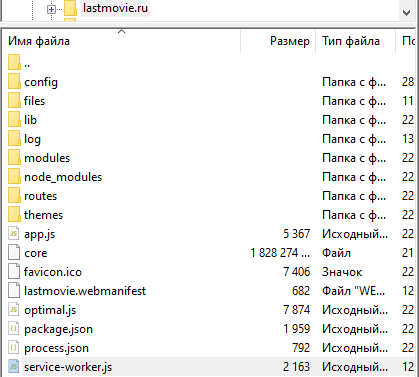 lastmovie.ru
Имя файла Размер Тип файла По
..
config Папка с ф... 28
files Папка с ф... 11
lib Папка с ф... 22
log Папка с ф... 13
modules Папка с ф... 22
node_modules Папка с ф... 22
routes Папка с ф... 22
themes Папка с ф... 22
app.js 5 367 Исходный... 22
core 1 828 274 ... Файл 21
favicon.ico 7 406 Значок 22
lastmovie.webmanifest 682 Файл "WE... 12
optimal.js 7 874 Исходный... 22
package.json 1 959 Исходный... 22
process.json 792 Исходный... 22
service-worker.js 2 163 Исходный... 12